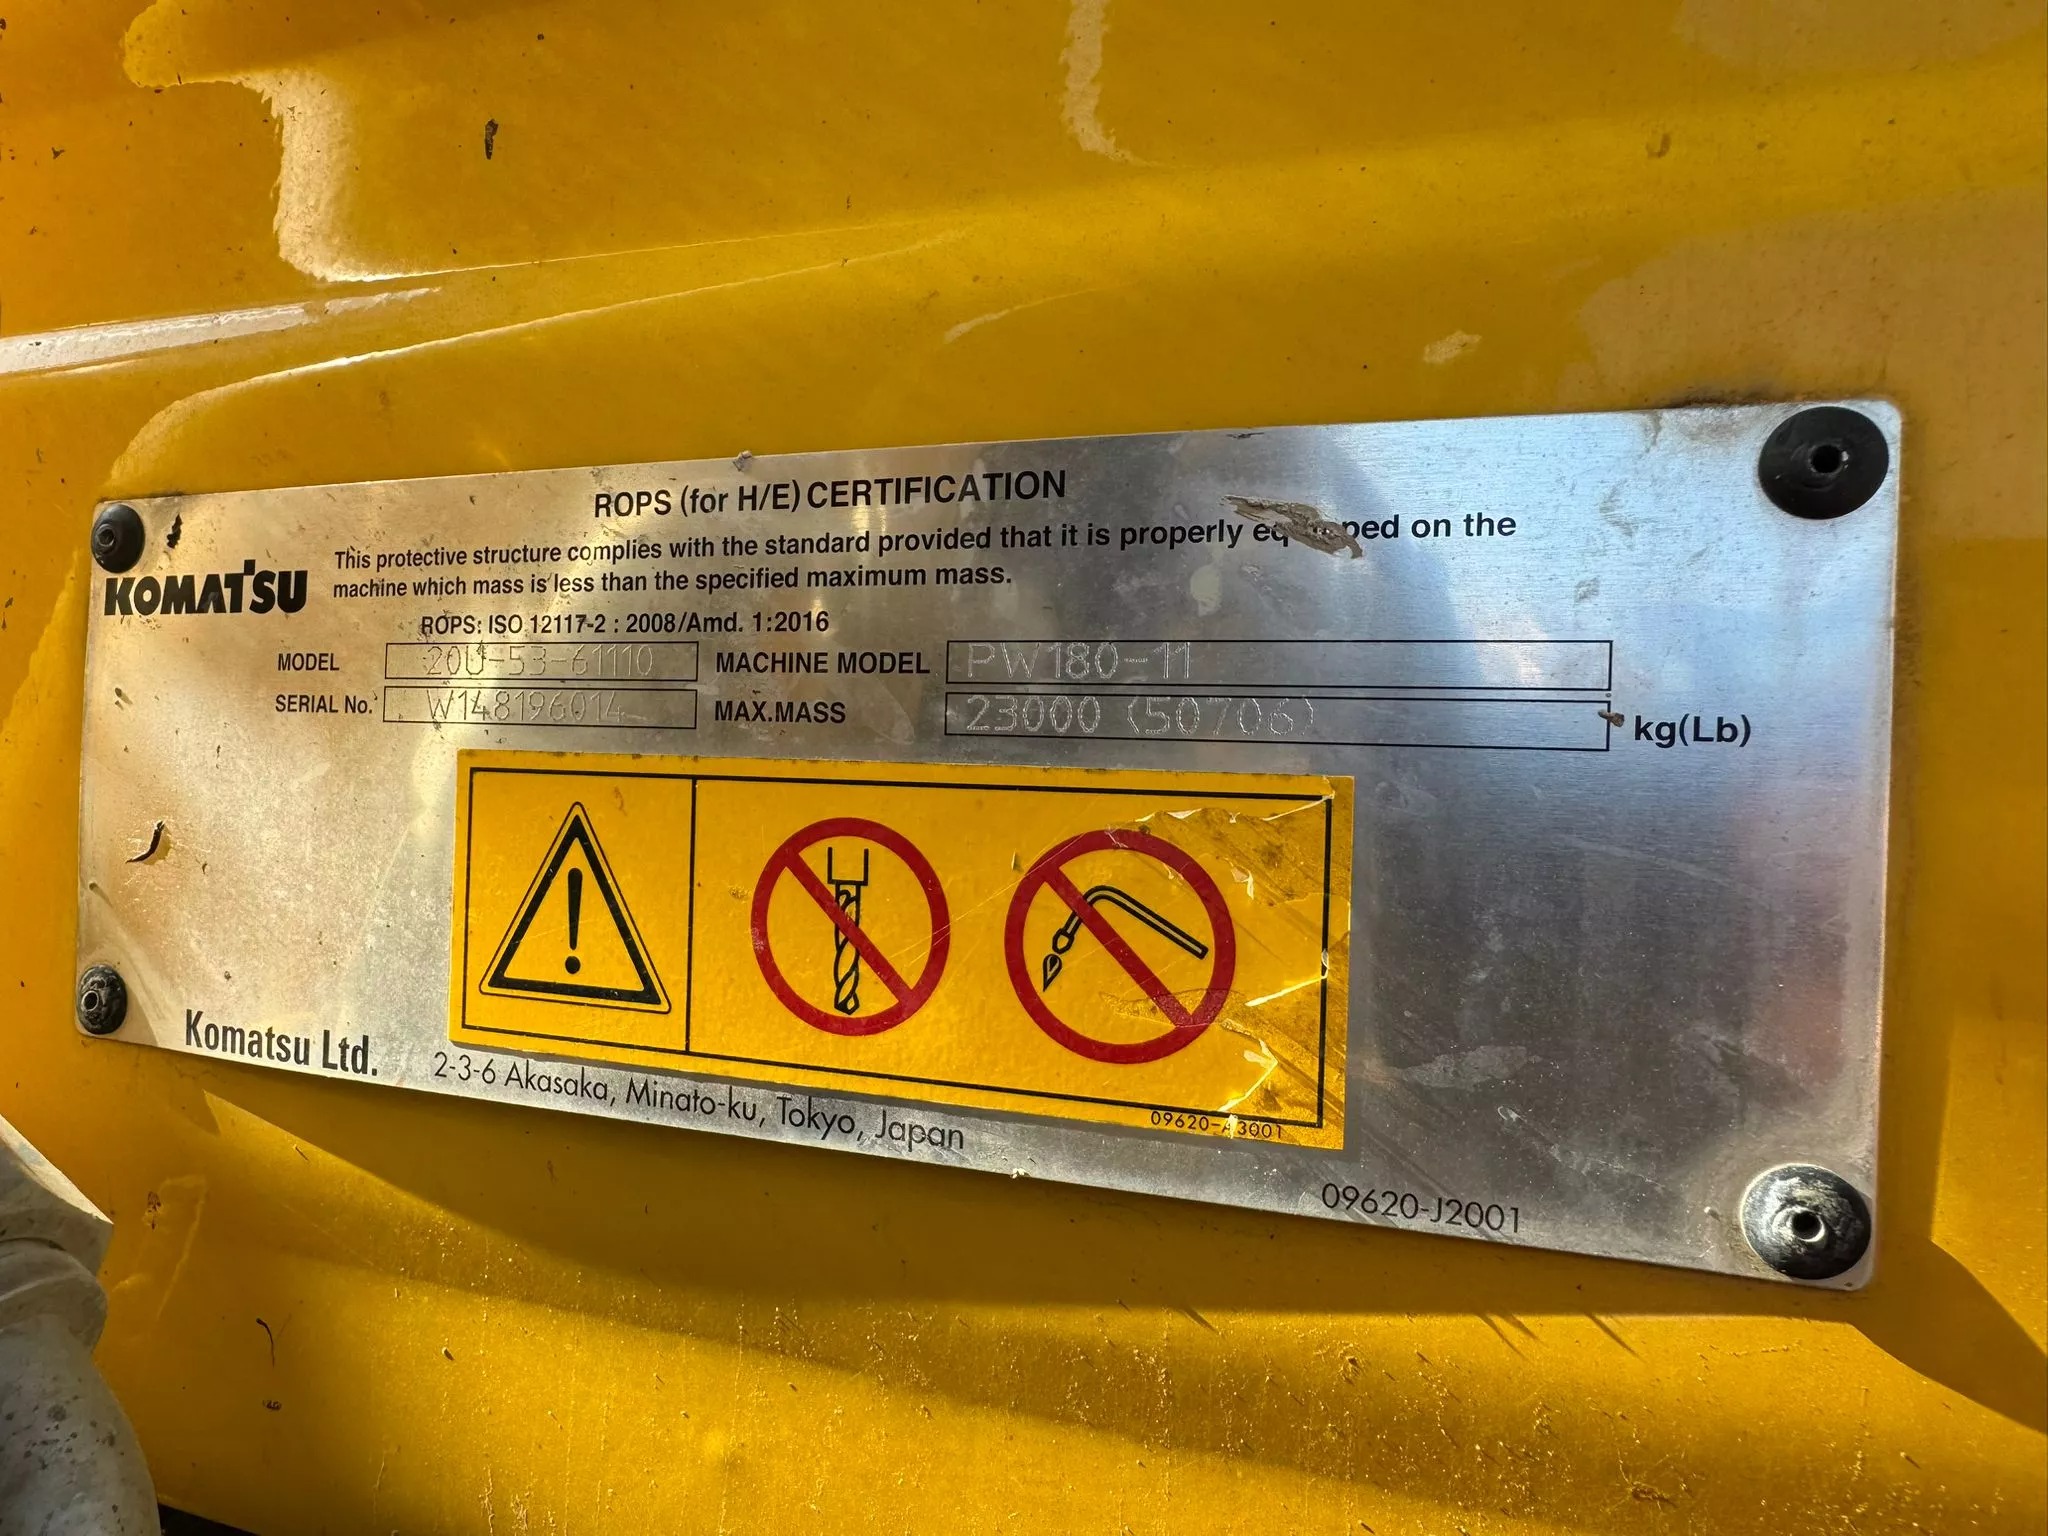 ROPS (for H/E) CERTIFICATION
KOMATSU
This protective structure complies with the standard provided that it is properly on the
machine which mass is less than the specified maximum mass.
ROPS: ISO 12117-2 : 2008/Amd. 1:2016
MODEL 20U-53-61110 MACHINE MODEL PW180-11
SERIAL No. W148196014 MAX.MASS 23000 (50706) kg(Lb)
09620-A3001
Komatsu Ltd. 2-3-6 Akasaka, Minato-ku, Tokyo, Japan
09620-J2001